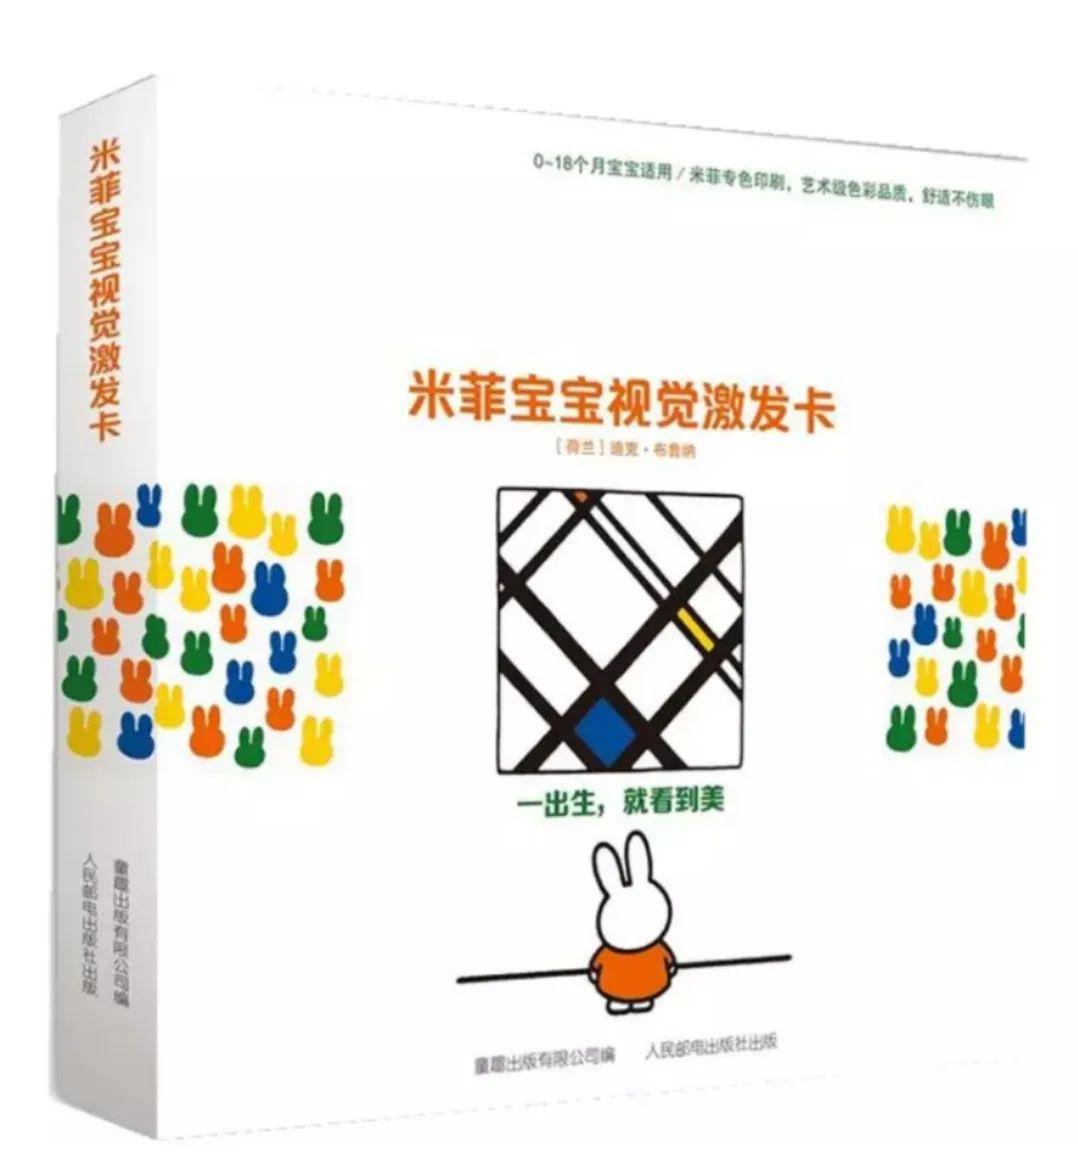 米菲宝宝视觉激发卡
童趣出版有限公司编
人民邮电出版社出版
0~18个月宝宝适用 / 米菲专色印刷，艺术级色彩品质，舒适不伤眼
米菲宝宝视觉激发卡
[荷兰] 迪克·布鲁纳
一出生，就看到美
童趣出版有限公司编 人民邮电出版社出版